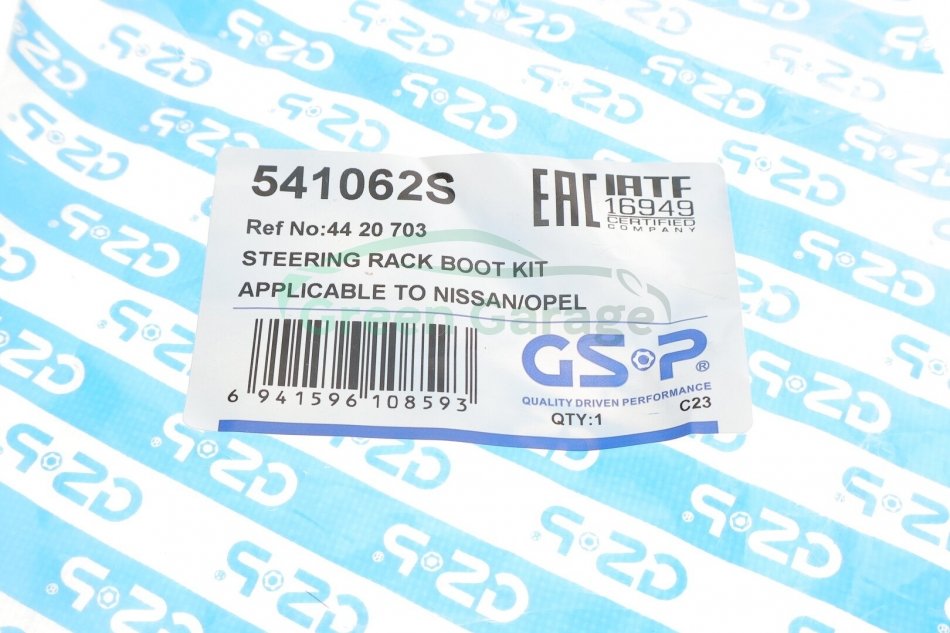 541062S
EAC IATF
16949
CERTIFIED
COMPANY
Ref No:44 20 703
STEERING RACK BOOT KIT
APPLICABLE TO NISSAN/OPEL
Green Garage
6 941596 108593
GSP®
QUALITY DRIVEN PERFORMANCE
QTY:1 C23